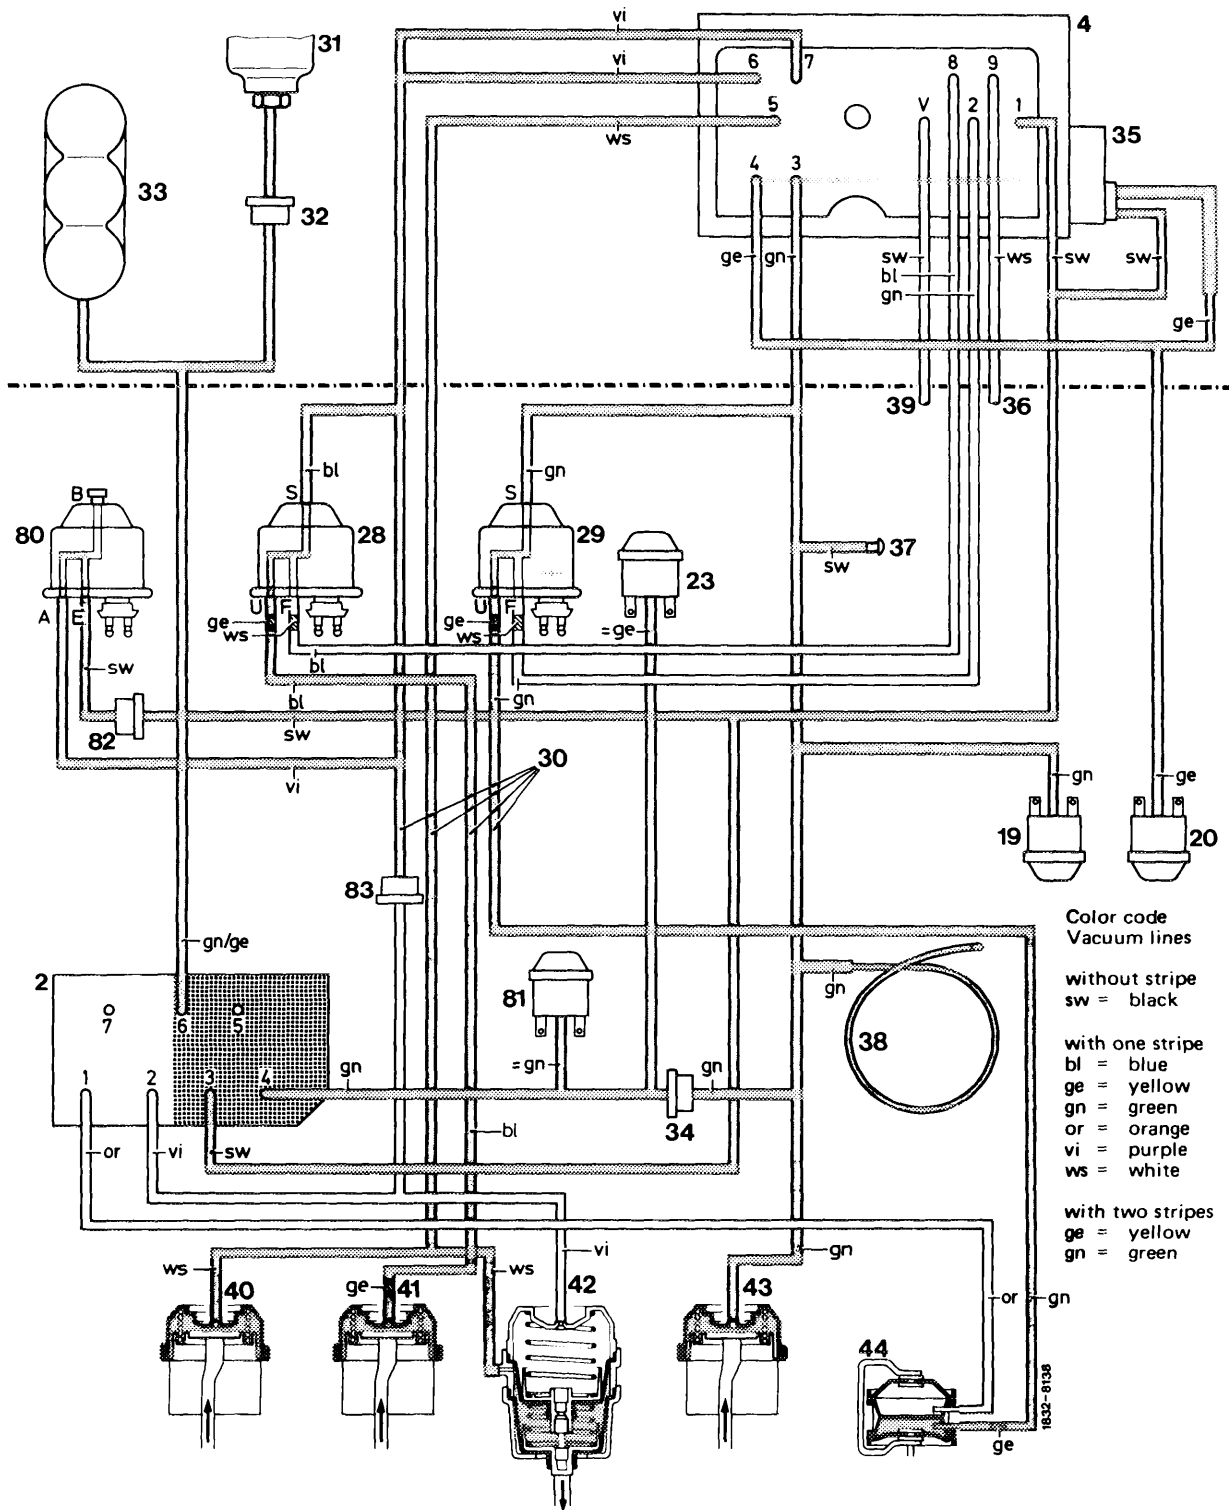 vi
4
31
vi
6
7
8
9
5
V
2
1
ws
35
4
3
33
32
ge
gn
sw
bl
gn
ws
sw
sw
ge
39
36
bl
gn
S
S
B
80
28
29
37
sw
23
A
E
U
F
U
F
ge
ws
ge
ws
=ge
sw
bl
bl
gn
82
sw
30
vi
gn
ge
19
20
83
Color code
Vacuum lines
gn/ge
without stripe
sw = black
2
7
6
5
81
gn
38
with one stripe
bl = blue
ge = yellow
gn = green
or = orange
vi = purple
ws = white
1
2
3
4
gn
=gn
gn
34
bl
or
vi
sw
with two stripes
ge = yellow
gn = green
ws
40
ge
41
ws
42
vi
43
gn
or
gn
44
1832-8138
ge